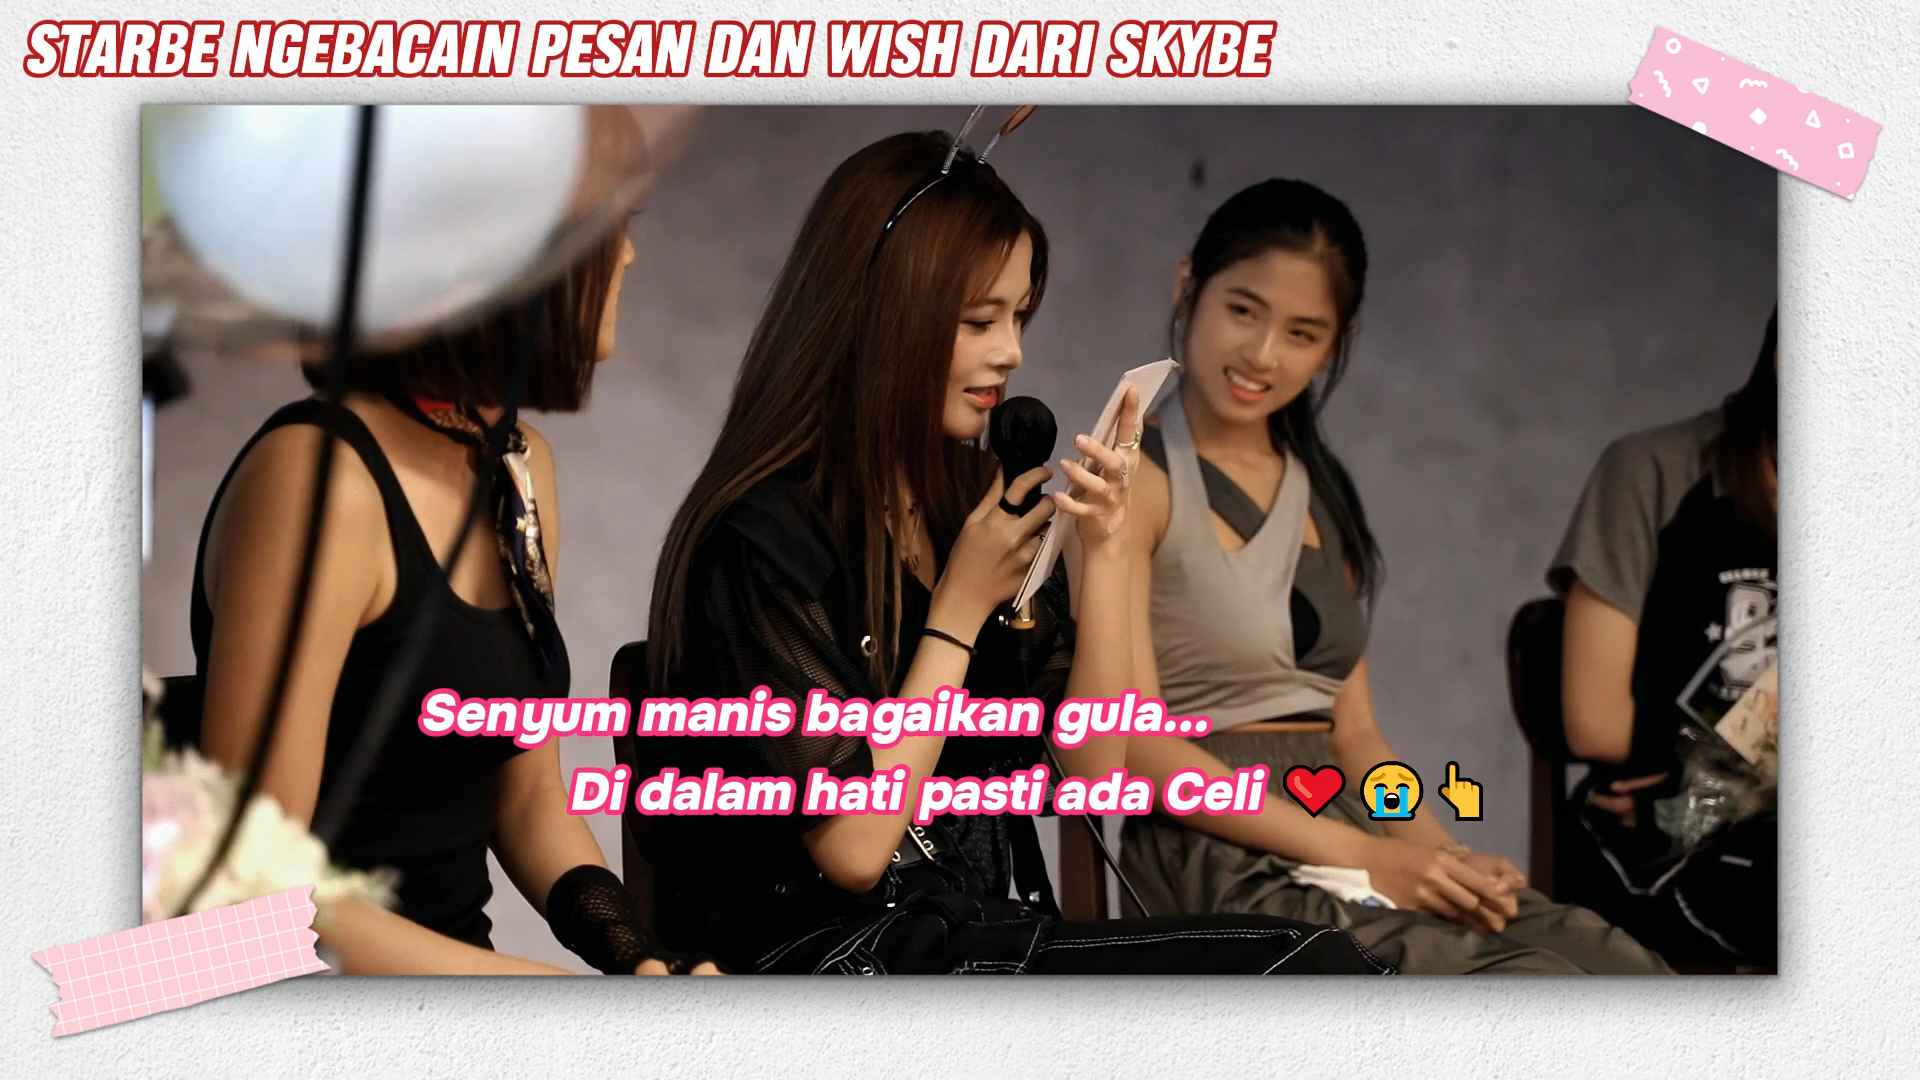 STARBE NGEBACAIN PESAN DAN WISH DARI SKYBE
Senyum manis bagaikan gula...
Di dalam hati pasti ada Celi ❤️😭👆